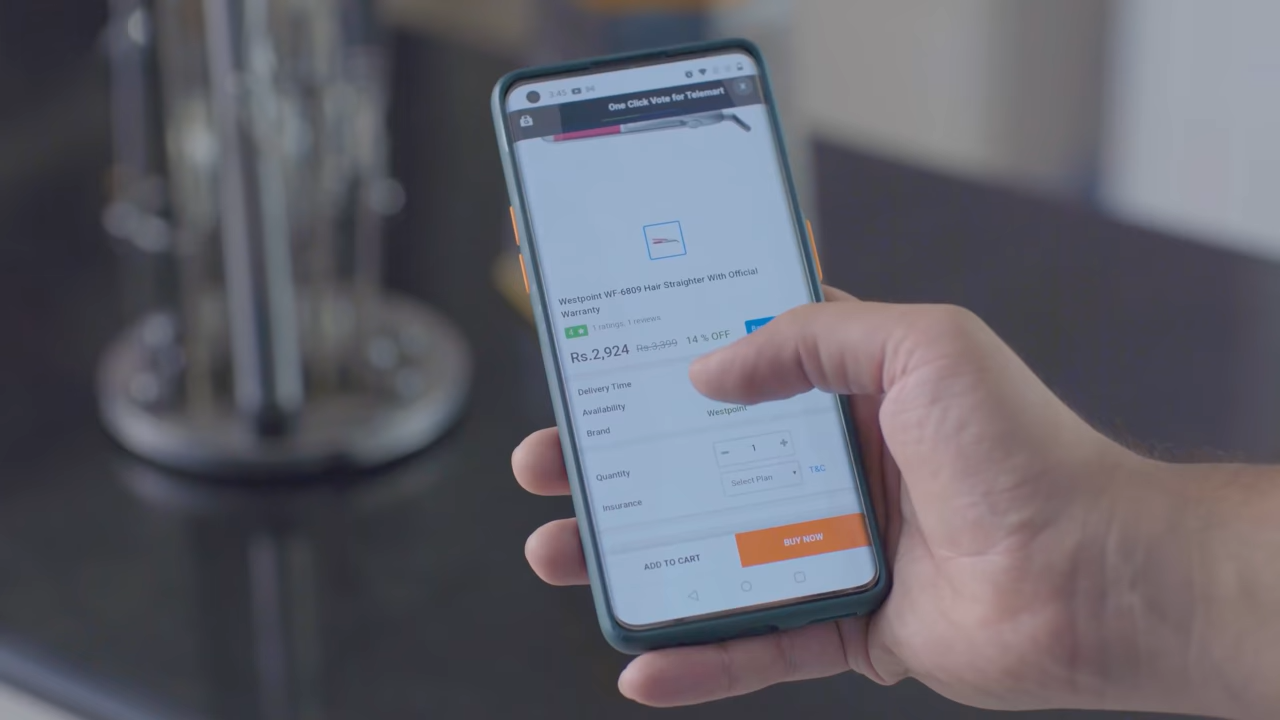 3:45
One Click Vote for Telemart
Westpoint WF-6809 Hair Straighter With Official
Warranty
4 ★ 1 ratings, 1 reviews
Rs.2,924 Rs.3,399 14 % OFF
Delivery Time
Availability
Brand Westpoint
Quantity − 1 +
Insurance Select Plan T&C
ADD TO CART BUY NOW